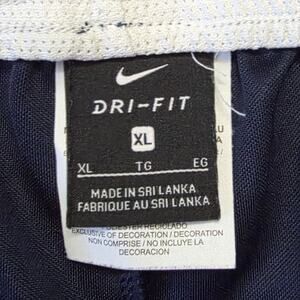 DRI-FIT
XL
XL TG EG
MADE IN SRI LANKA
FABRIQUE AU SRI LANKA
POLIESTER RECICLADO
EXCLUSIVE OF DECORATION / DECORATION
NON COMPRISE / NO INCLUYE LA
DECORACION